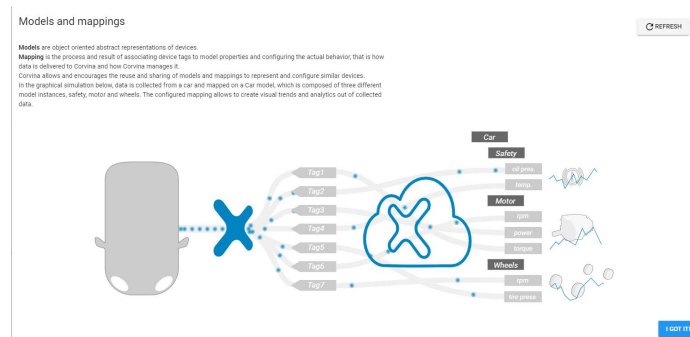 Models and mappings
REFRESH
Models are object oriented abstract representations of devices.
Mapping is the process and result of associating device tags to model properties and configuring the actual behavior, that is how
data is delivered to Corvina and how Corvina manages it.
Corvina allows and encourages the reuse and sharing of models and mappings to represent and configure similar devices.
In the graphical simulation below, data is collected from a car and mapped on a Car model, which is composed of three different
model instances, safety, motor and wheels. The configured mapping allows to create visual trends and analytics out of collected
data.
Car
Safety
oil pres.
temp.
Motor
rpm
power
torque
Wheels
rpm
tire press
Tag1
Tag2
Tag3
Tag4
Tag5
Tag6
Tag7
I GOT IT!